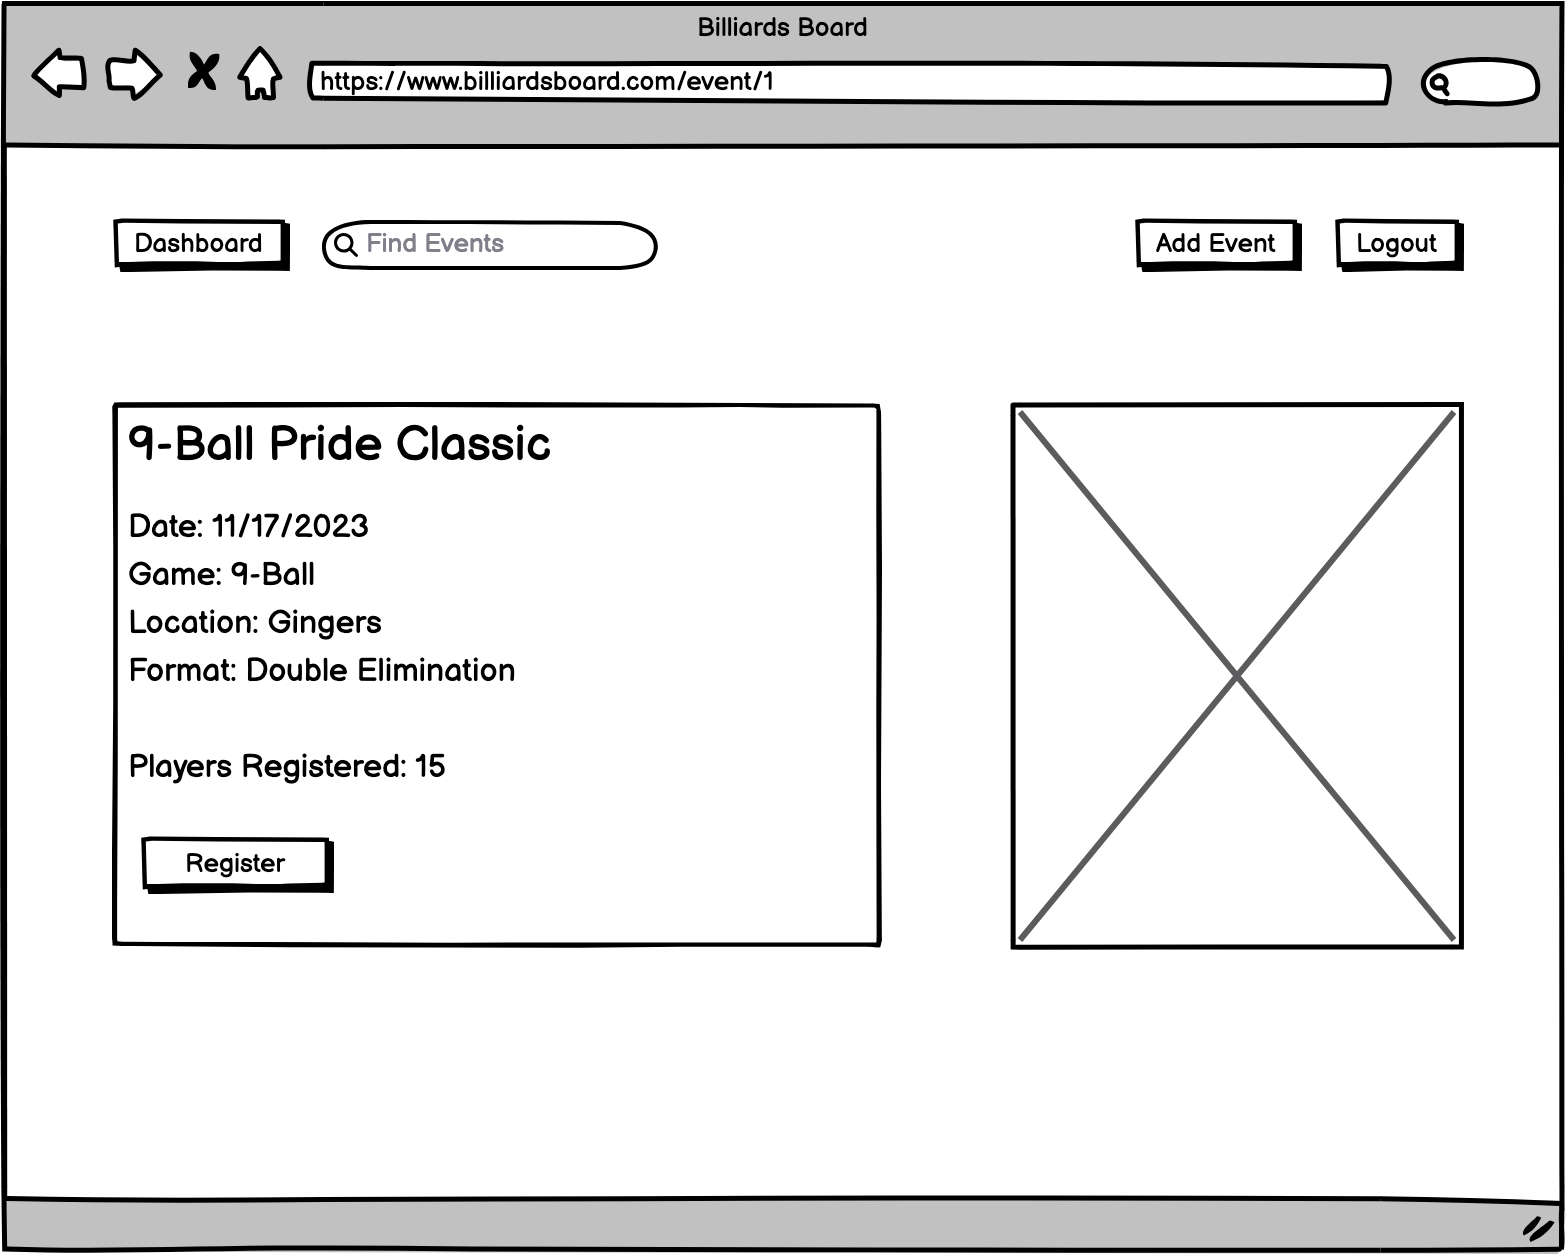 Billiards Board
https://www.billiardsboard.com/event/1
Dashboard
Find Events
Add Event
Logout
9-Ball Pride Classic
Date: 11/17/2023
Game: 9-Ball
Location: Gingers
Format: Double Elimination
Players Registered: 15
Register